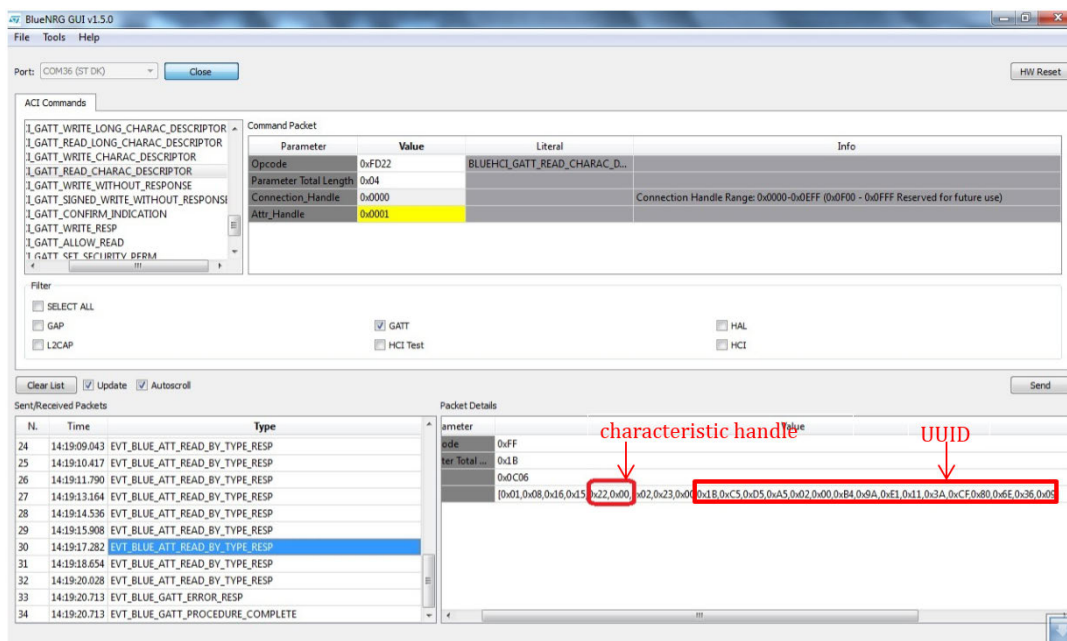 BlueNRG GUI v1.5.0
File Tools Help
Port: COM36 (ST DK) Close HW Reset
ACI Commands
I_GATT_WRITE_LONG_CHARAC_DESCRIPTOR
I_GATT_READ_LONG_CHARAC_DESCRIPTOR
I_GATT_WRITE_CHARAC_DESCRIPTOR
I_GATT_READ_CHARAC_DESCRIPTOR
I_GATT_WRITE_WITHOUT_RESPONSE
I_GATT_SIGNED_WRITE_WITHOUT_RESPONSE
I_GATT_CONFIRM_INDICATION
I_GATT_WRITE_RESP
I_GATT_ALLOW_READ
I_GATT_SET_SECURITY_PERM
Command Packet
Parameter Value Literal Info
Opcode 0xFD22 BLUEHCI_GATT_READ_CHARAC_D...
Parameter Total Length 0x04
Connection_Handle 0x0000 Connection Handle Range: 0x0000-0x0EFF (0x0F00 - 0x0FFF Reserved for future use)
Attr_Handle 0x0001
Filter
SELECT ALL
GAP GATT HAL
L2CAP HCI Test HCI
Clear List Update Autoscroll Send
Sent/Received Packets
N. Time Type
24 14:19:09.043 EVT_BLUE_ATT_READ_BY_TYPE_RESP
25 14:19:10.417 EVT_BLUE_ATT_READ_BY_TYPE_RESP
26 14:19:11.790 EVT_BLUE_ATT_READ_BY_TYPE_RESP
27 14:19:13.164 EVT_BLUE_ATT_READ_BY_TYPE_RESP
28 14:19:14.536 EVT_BLUE_ATT_READ_BY_TYPE_RESP
29 14:19:15.908 EVT_BLUE_ATT_READ_BY_TYPE_RESP
30 14:19:17.282 EVT_BLUE_ATT_READ_BY_TYPE_RESP
31 14:19:18.654 EVT_BLUE_ATT_READ_BY_TYPE_RESP
32 14:19:20.028 EVT_BLUE_ATT_READ_BY_TYPE_RESP
33 14:19:20.713 EVT_BLUE_GATT_ERROR_RESP
34 14:19:20.713 EVT_BLUE_GATT_PROCEDURE_COMPLETE
Packet Details
ameter Value
characteristic handle UUID
ode 0xFF
ter Total ... 0x1B
0x0C06
[0x01,0x08,0x16,0x15,0x22,0x00,0x02,0x23,0x00,0x1B,0xC5,0xD5,0xA5,0x02,0x00,0xB4,0x9A,0xE1,0x11,0x3A,0xCF,0x80,0x6E,0x36,0x09